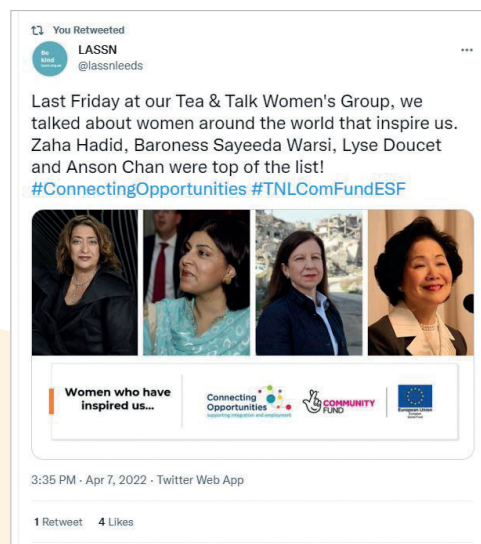 You Retweeted
Be
kind
LASSN
@lassnleeds
Last Friday at our Tea & Talk Women's Group, we
talked about women around the world that inspire us.
Zaha Hadid, Baroness Sayeeda Warsi, Lyse Doucet
and Anson Chan were top of the list!
#ConnectingOpportunities #TNLComFundESF
Women who have
inspired us...
Connecting
Opportunities
supporting integration and employment
COMMUNITY
FUND
European Union
3:35 PM · Apr 7, 2022 · Twitter Web App
1 Retweet 4 Likes